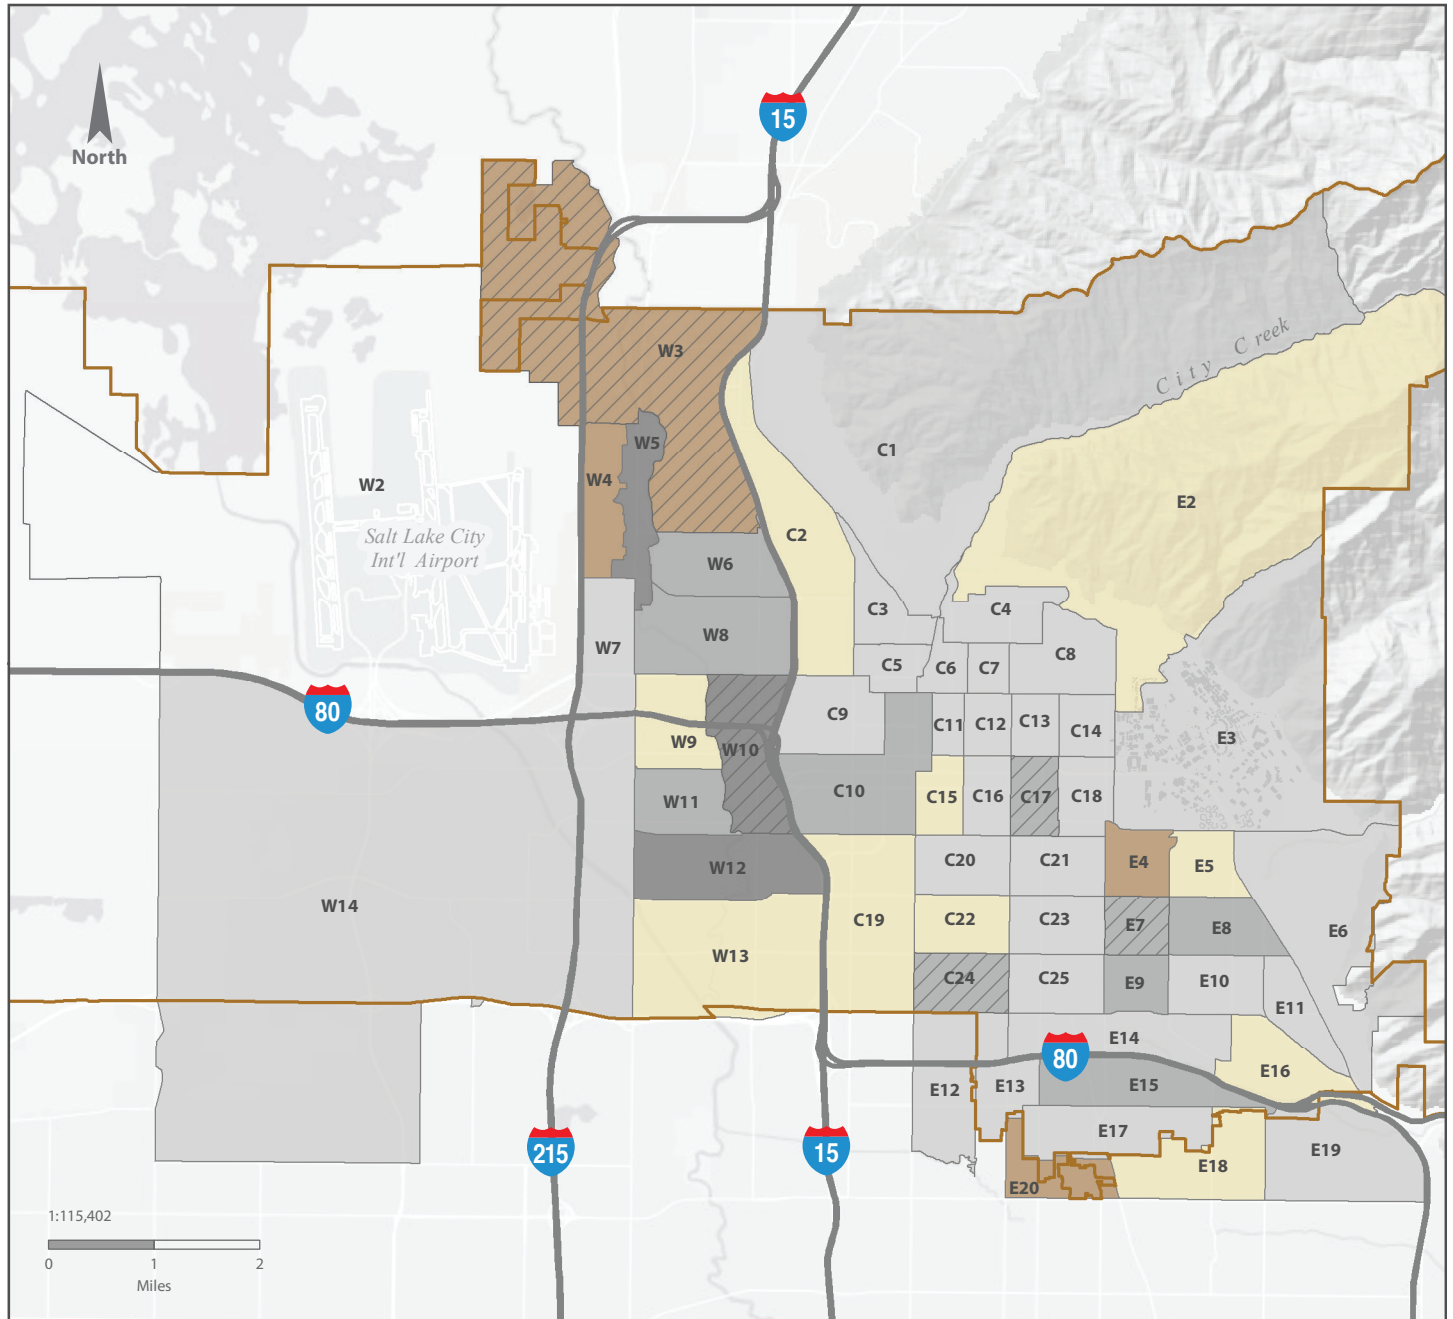 15
North
W3
City Creek
C1
W5
W4
W2
E2
Salt Lake City
Int'l Airport
C2
W6
C3
C4
W8
W7
C8
C5
C6
C7
80
C9
C11
C12
C13
C14
E3
W9
W10
C10
W11
C15
C16
C17
C18
W12
C20
C21
E4
E5
W14
C19
C22
C23
E7
E8
E6
W13
C24
C25
E9
E10
E11
E14
80
E16
E12
E13
E15
E17
E19
215
15
E18
E20
1:115,402
0 1 2
Miles